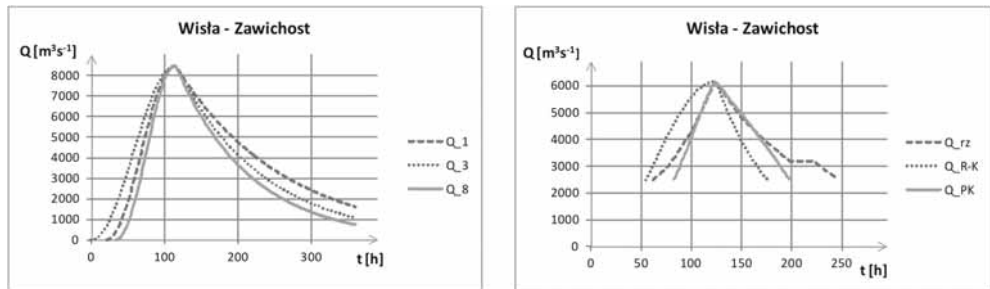 Wisła - Zawichost
Q [m³s⁻¹]
8000
7000
6000
5000
4000
3000
2000
1000
0
0 100 200 300
t [h]
Q_1
Q_3
Q_8
Wisła - Zawichost
Q [m³s⁻¹]
6000
5000
4000
3000
2000
1000
0
0 50 100 150 200 250
t [h]
Q_rz
Q_R-K
Q_PK